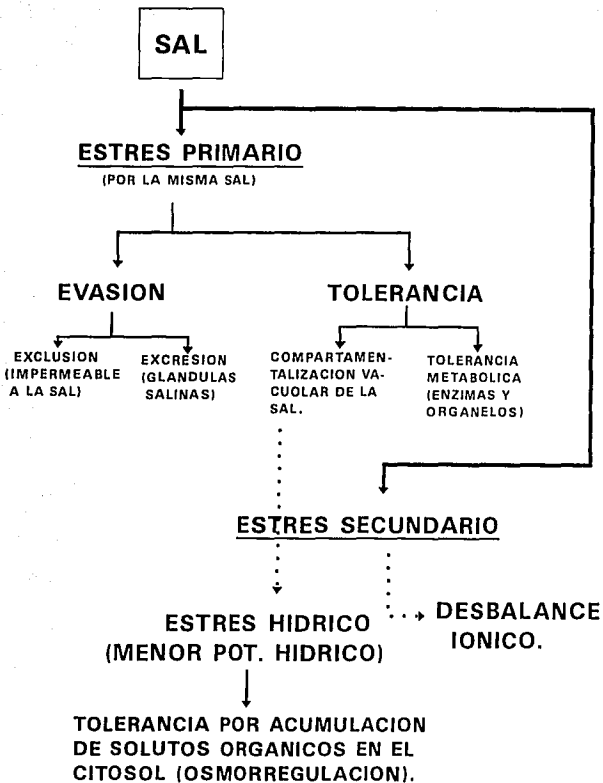 SAL
ESTRES PRIMARIO
(POR LA MISMA SAL)
EVASION
TOLERANCIA
EXCLUSION
(IMPERMEABLE
A LA SAL)
EXCRESION
(GLANDULAS
SALINAS)
COMPARTAMEN-
TALIZACION VA-
CUOLAR DE LA
SAL.
TOLERANCIA
METABOLICA
(ENZIMAS Y
ORGANELOS)
ESTRES SECUNDARIO
ESTRES HIDRICO
(MENOR POT. HIDRICO)
DESBALANCE
IONICO.
TOLERANCIA POR ACUMULACION
DE SOLUTOS ORGANICOS EN EL
CITOSOL (OSMORREGULACION).